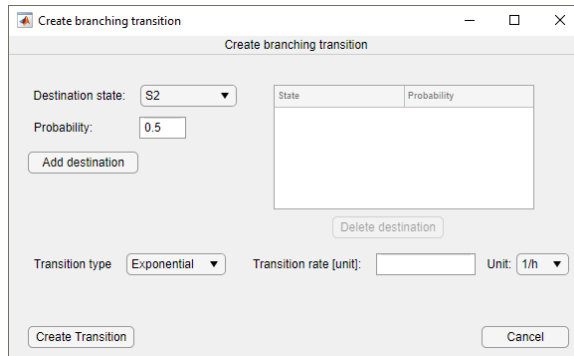 Create branching transition
Create branching transition
Destination state: S2
State Probability
Probability: 0.5
Add destination
Delete destination
Transition type Exponential Transition rate [unit]: Unit: 1/h
Create Transition Cancel